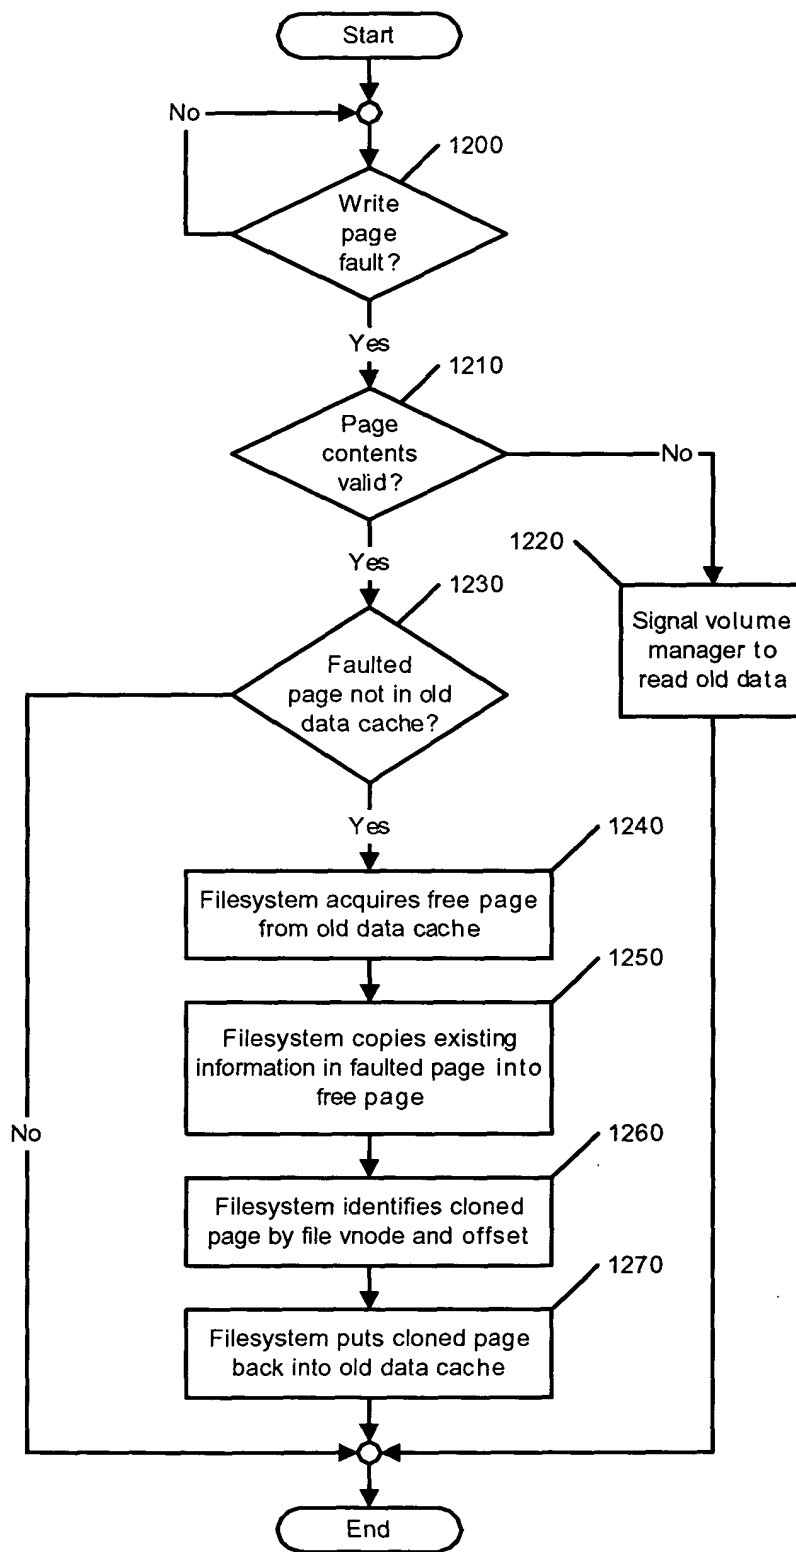 Start
No
1200
Write
page
fault?
Yes
1210
Page
contents
valid?
No
Yes
1220
1230
Signal volume
manager to
read old data
Faulted
page not in old
data cache?
Yes
1240
Filesystem acquires free page
from old data cache
1250
Filesystem copies existing
information in faulted page into
free page
No
1260
Filesystem identifies cloned
page by file vnode and offset
1270
Filesystem puts cloned page
back into old data cache
End